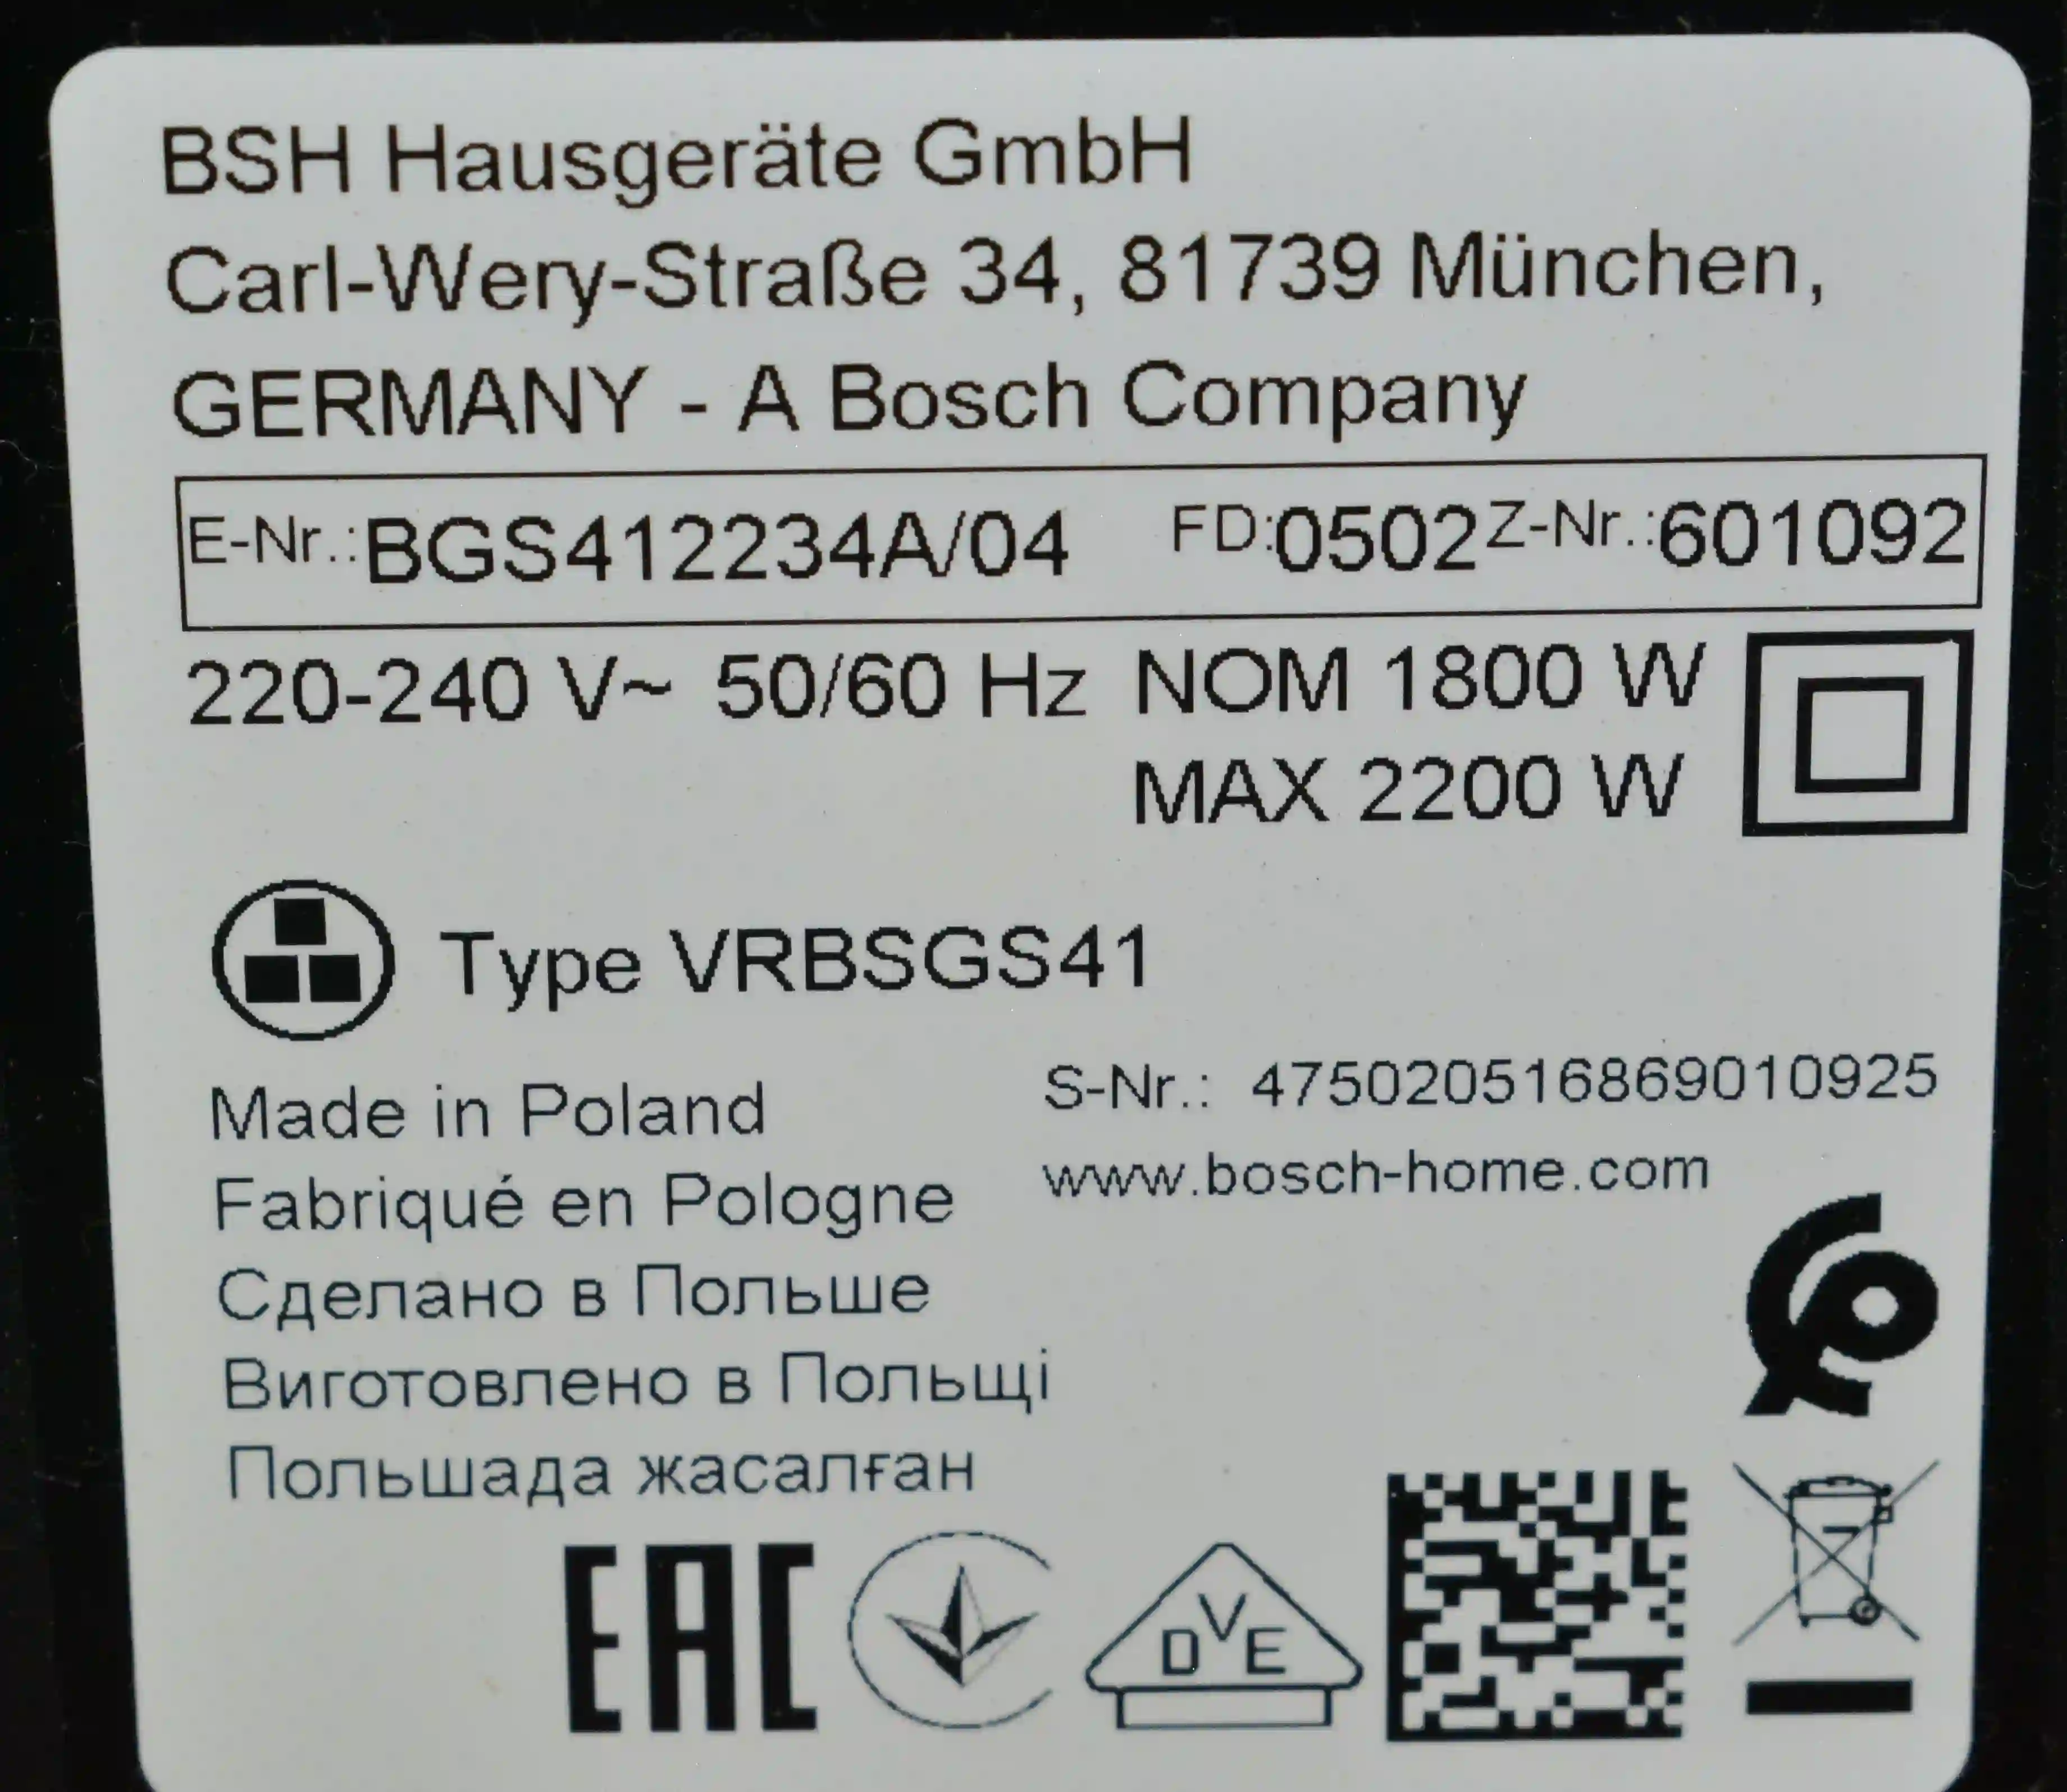 BSH Hausgeräte GmbH
Carl-Wery-Straße 34, 81739 München,
GERMANY - A Bosch Company
E-Nr.:BGS412234A/04 FD:0502 Z-Nr.:601092
220-240 V~ 50/60 Hz NOM 1800 W
MAX 2200 W
Type VRBSGS41
Made in Poland
S-Nr.: 475020516869010925
Fabriqué en Pologne
www.bosch-home.com
Сделано в Польше
Виготовлено в Польщі
Польшада жасалған
EAC
DVE